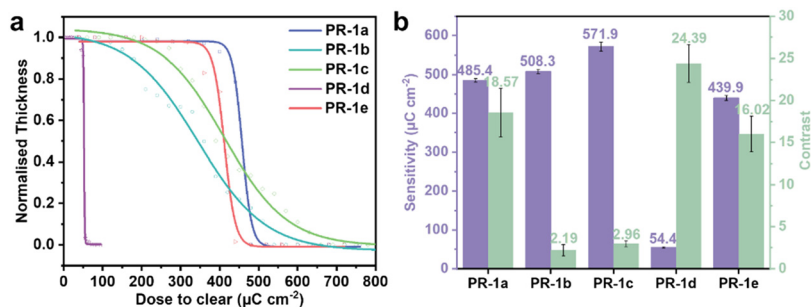 a
Normalised Thickness
1.0
0.8
0.6
0.4
0.2
0.0
0 100 200 300 400 500 600 700 800
Dose to clear (µC cm⁻²)
PR-1a
PR-1b
PR-1c
PR-1d
PR-1e
b
Sensitivity (µC cm⁻²)
600
500
400
300
200
100
0
485.4
18.57
508.3
2.19
571.9
2.96
54.4
24.39
439.9
16.02
PR-1a PR-1b PR-1c PR-1d PR-1e
30
25
20
15
10
5
0
Contrast